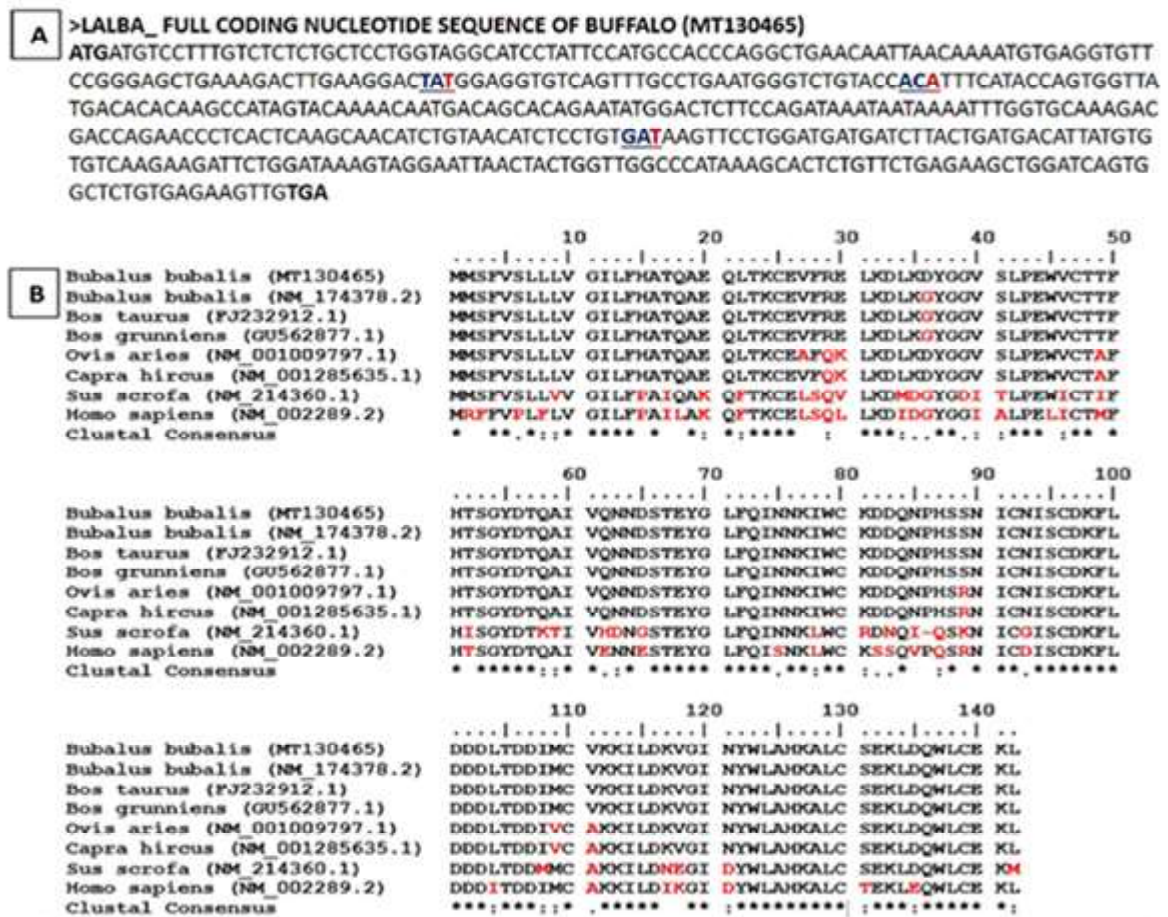 A
>LALBA_ FULL CODING NUCLEOTIDE SEQUENCE OF BUFFALO (MT130465)
ATGATGTCCTTTGTCTCTCTGCTCCTGGTAGGCATCCTATTCCATGCCACCCAGGCTGAACAATTAACAAAATGTGAGGTGTT
CCGGGAGCTGAAAGACTTGAAGGACTATGGAGGTGTCAGTTTGCCTGAATGGGTCTGTACCACATTTCATACCAGTGGTTA
TGACACACAAGCCATAGTACAAAACAATGACAGCACAGAATATGGACTCTTCCAGATAAATAATAAAATTTGGTGCAAAGAC
GACCAGAACCCTCACTCAAGCAACATCTGTAACATCTCCTGTGATAAGTTCCTGGATGATGATCTTACTGATGACATTATGTG
TGTCAAGAAGATTCTGGATAAAGTAGGAATTAACTACTGGTTGGCCCATAAAGCACTCTGTTCTGAGAAGCTGGATCAGTG
GCTCTGTGAGAAGTTGTGA
B
10 20 30 40 50
Bubalus bubalis (MT130465) MMSFVSLLLV GILFHATQAE QLTKCEVFRE LKDLKDYGGV SLPEWVCTTF
Bubalus bubalis (NM_174378.2) MMSFVSLLLV GILFHATQAE QLTKCEVFRE LKDLKGYGGV SLPEWVCTTF
Bos taurus (FJ232912.1) MMSFVSLLLV GILFHATQAE QLTKCEVFRE LKDLKGYGGV SLPEWVCTTF
Bos grunniens (GU562877.1) MMSFVSLLLV GILFHATQAE QLTKCEVFRE LKDLKGYGGV SLPEWVCTTF
Ovis aries (NM_001009797.1) MMSFVSLLLV GILFHATQAE QLTKCEAFQK LKDLKDYGGV SLPEWVCTAF
Capra hircus (NM_001285635.1) MMSFVSLLLV GILFHATQAE QLTKCEVFQK LKDLKDYGGV SLPEWVCTAF
Sus scrofa (NM_214360.1) MMSFVSLLVV GILFPAIQAK QFTKCELSQV LKDMDGYGDI TLPEWICTIF
Homo sapiens (NM_002289.2) MRFFVPLFLV GILFPAILAK QFTKCELSQL LKDIDGYGGI ALPELICTMF
Clustal Consensus
60 70 80 90 100
Bubalus bubalis (MT130465) HTSGYDTQAI VQNNDSTEYG LFQINNKIWC KDDQNPHSSN ICNISCDKFL
Bubalus bubalis (NM_174378.2) HTSGYDTQAI VQNNDSTEYG LFQINNKIWC KDDQNPHSSN ICNISCDKFL
Bos taurus (FJ232912.1) HTSGYDTQAI VQNNDSTEYG LFQINNKIWC KDDQNPHSSN ICNISCDKFL
Bos grunniens (GU562877.1) HTSGYDTQAI VQNNDSTEYG LFQINNKIWC KDDQNPHSSN ICNISCDKFL
Ovis aries (NM_001009797.1) HTSGYDTQAI VQNNDSTEYG LFQINNKIWC KDDQNPHSRN ICNISCDKFL
Capra hircus (NM_001285635.1) HTSGYDTQAI VQNNDSTEYG LFQINNKIWC KDDQNPHSRN ICNISCDKFL
Sus scrofa (NM_214360.1) HISGYDTKTI VHDNGSTEYG LFQINNKLWC RDNQI-QSKN ICGISCDKFL
Homo sapiens (NM_002289.2) HTSGYDTQAI VENNESTEYG LFQISNKLWC KSSQVPQSRN ICDISCDKFL
Clustal Consensus
110 120 130 140
Bubalus bubalis (MT130465) DDDLTDDIMC VKKILDKVGI NYWLAHKALC SEKLDQWLCE KL
Bubalus bubalis (NM_174378.2) DDDLTDDIMC VKKILDKVGI NYWLAHKALC SEKLDQWLCE KL
Bos taurus (FJ232912.1) DDDLTDDIMC VKKILDKVGI NYWLAHKALC SEKLDQWLCE KL
Bos grunniens (GU562877.1) DDDLTDDIMC VKKILDKVGI NYWLAHKALC SEKLDQWLCE KL
Ovis aries (NM_001009797.1) DDDLTDDIVC AKKILDKVGI NYWLAHKALC SEKLDQWLCE KL
Capra hircus (NM_001285635.1) DDDLTDDIVC AKKILDKVGI NYWLAHKALC SEKLDQWLCE KL
Sus scrofa (NM_214360.1) DDDLTDDMMC AKKILDNEGI DYWLAHKALC SEKLDQWLCE KM
Homo sapiens (NM_002289.2) DDDITDDIMC AKKILDIKGI DYWLAHKALC TEKLEQWLCE KL
Clustal Consensus